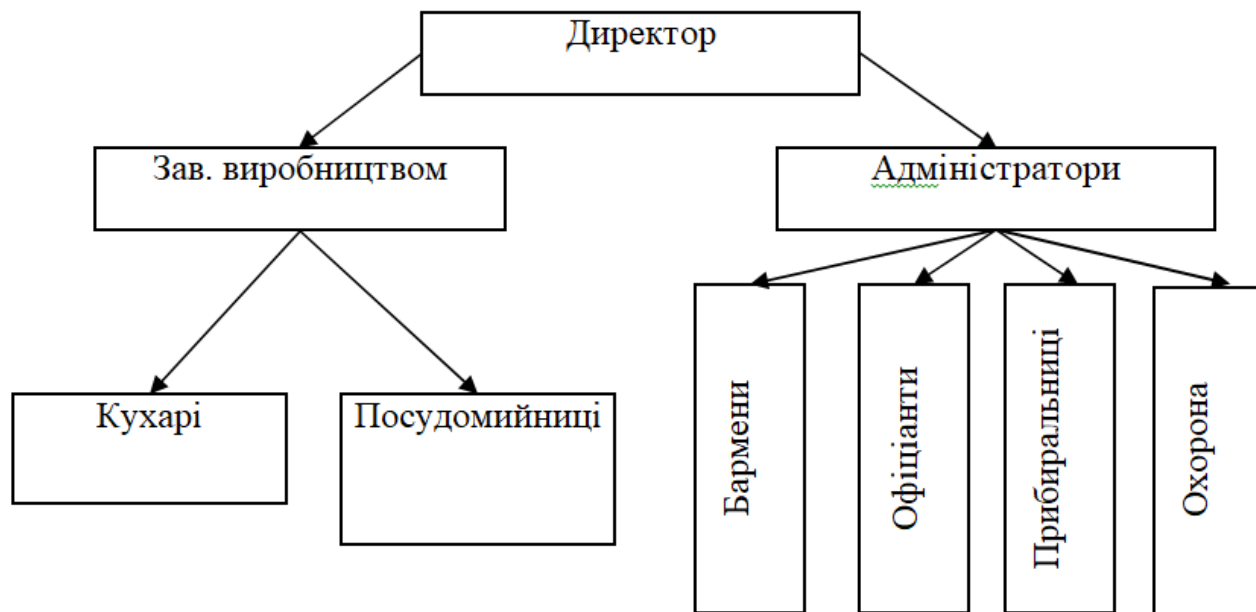 Директор
Зав. виробництвом
Адміністратори
Кухарі
Посудомийниці
Бармени
Офіціанти
Прибиральниці
Охорона